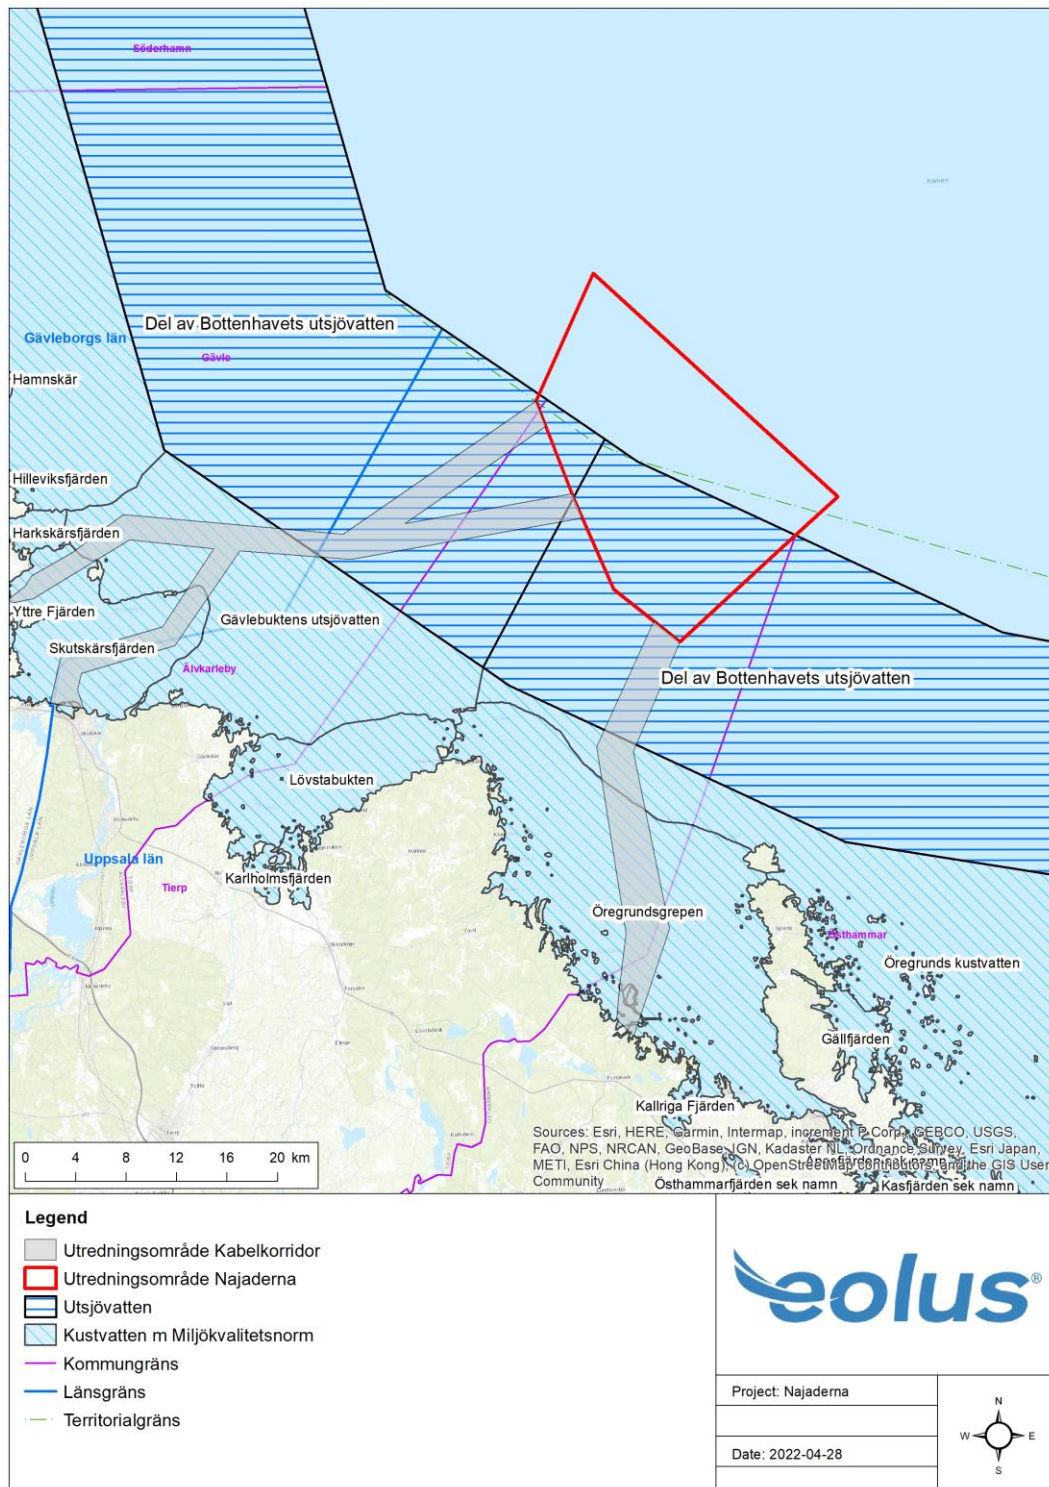 Söderhamn
Del av Bottenhavets utsjövatten
Gävleborgs län
Gävle
Hamnskär
Hilleviksfjärden
Harkskärsfjärden
Yttre Fjärden
Gävlebuktens utsjövatten
Skutskärsfjärden
Älvkarleby
Del av Bottenhavets utsjövatten
Lövstabukten
Uppsala län
Karlholmsfjärden
Tierp
Öregrundsgrepen
Östhammar
Öregrunds kustvatten
Gällfjärden
Kallriga Fjärden
Sources: Esri, HERE, Garmin, Intermap, increment P Corp., GEBCO, USGS,
FAO, NPS, NRCAN, GeoBase, IGN, Kadaster NL, Ordnance Survey, Esri Japan,
METI, Esri China (Hong Kong), (c) OpenStreetMap contributors, and the GIS User
Community
Östhammarfjärden sek namn
Kasfjärden sek namn
0 4 8 12 16 20 km
Legend
Utredningsområde Kabelkorridor
Utredningsområde Najaderna
Utsjövatten
Kustvatten m Miljökvalitetsnorm
Kommungräns
Länsgräns
Territorialgräns
eolus®
Project: Najaderna
Date: 2022-04-28
N
W E
S